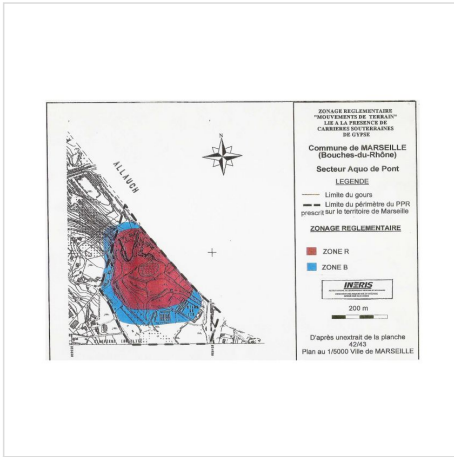 ZONAGE REGLEMENTAIRE
"MOUVEMENTS DE TERRAIN"
LIE A LA PRESENCE DE
CARRIERES SOUTERRAINES
DE GYPSE
Commune de MARSEILLE
(Bouches-du-Rhône)
Secteur Aquo de Pont
LEGENDE
Limite du gours
Limite du périmètre du PPR
prescrit sur le territoire de Marseille
ZONAGE REGLEMENTAIRE
ZONE R
ZONE B
INERIS
200 m
D'après unextrait de la planche
42/43
Plan au 1/5000 Ville de MARSEILLE
N
ALLAUCH